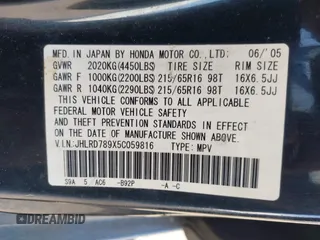 MFD. IN JAPAN BY HONDA MOTOR CO.,LTD. 06/'05
GVWR 2020KG(4450LBS) TIRE SIZE RIM SIZE
GAWR F 1000KG(2200LBS) 215/65R16 98T 16X6.5JJ
GAWR R 1040KG(2290LBS) 215/65R16 98T 16X6.5JJ
THIS VEHICLE CONFORMS TO ALL APPLICABLE
FEDERAL MOTOR VEHICLE SAFETY STANDARDS
IN EFFECT ON THE DATE OF MANUFACTURE SHOWN ABOVE.
V.I.N:JHLRD789X5C059816 TYPE: MPV
S9A 5 AC6 -B92P -A -C
DREAMBID